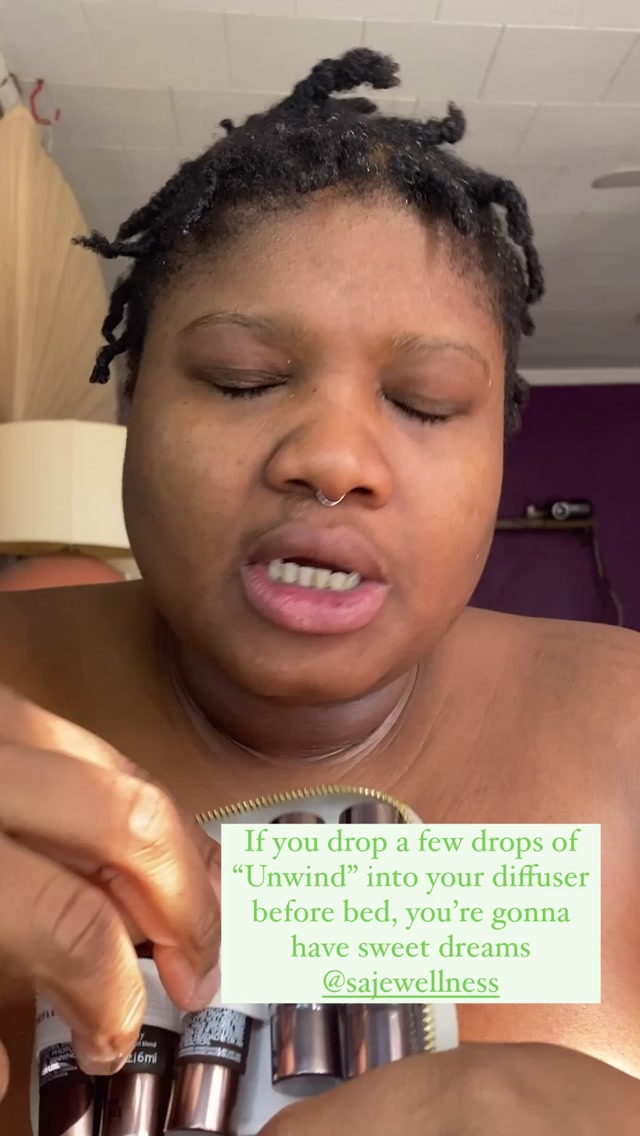 If you drop a few drops of
“Unwind” into your diffuser
before bed, you’re gonna
have sweet dreams
@sajewellness
6ml